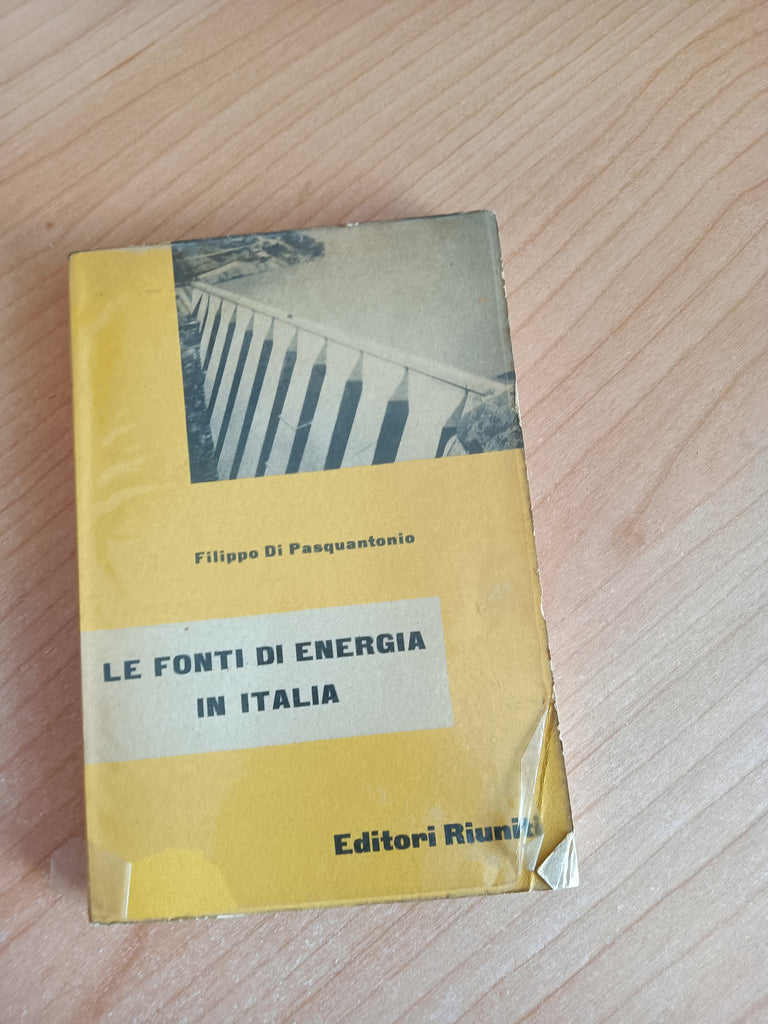 Filippo Di Pasquantonio
LE FONTI DI ENERGIA
IN ITALIA
Editori Riuniti